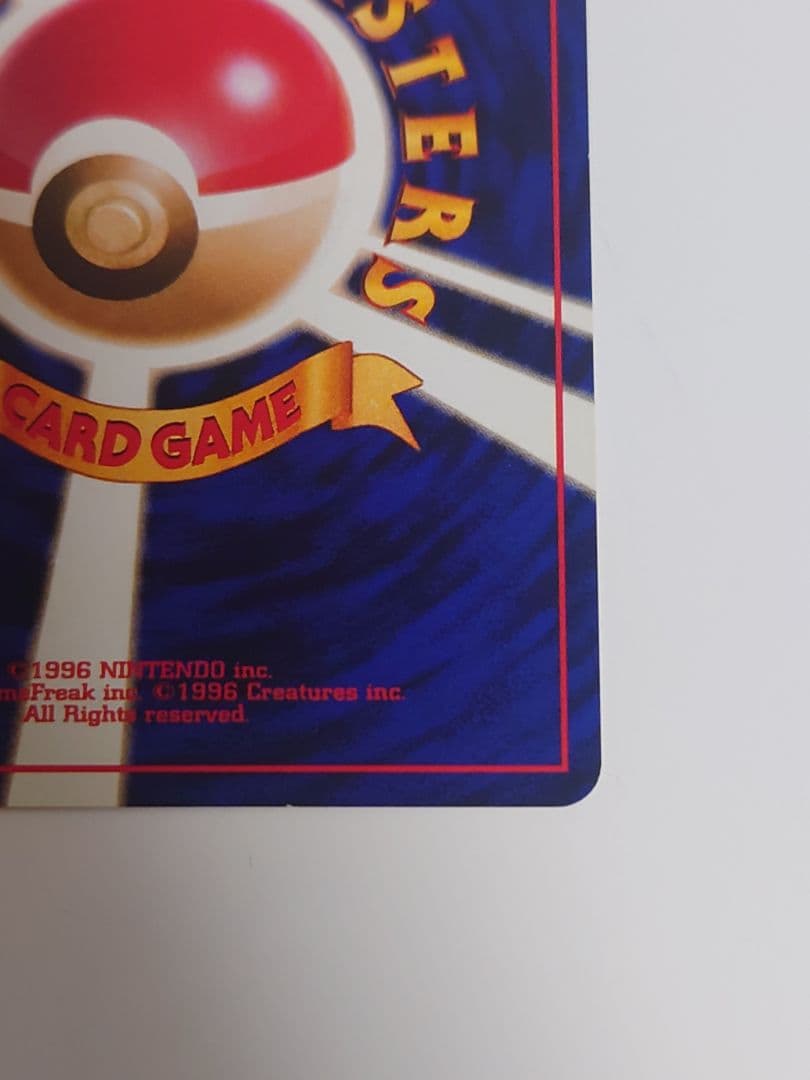 STERS
CARD GAME
©1996 NINTENDO inc.
Freak inc. ©1996 Creatures inc.
All Rights reserved.